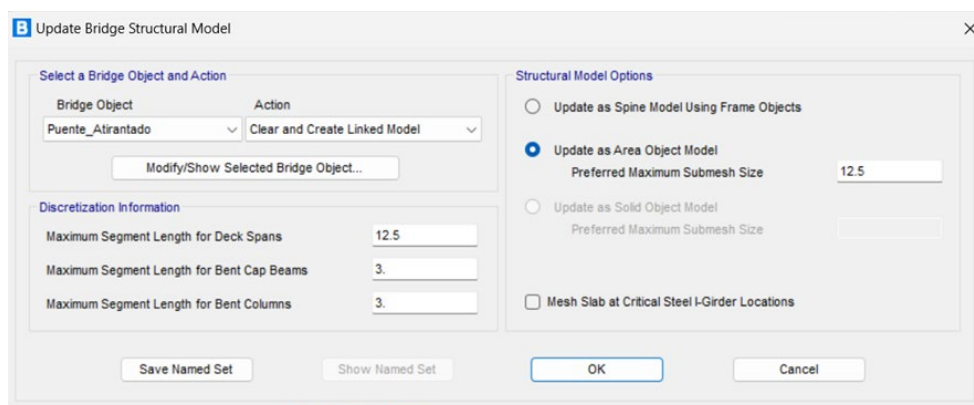 B Update Bridge Structural Model
Select a Bridge Object and Action
Bridge Object Action
Puente_Atirantado Clear and Create Linked Model
Modify/Show Selected Bridge Object...
Discretization Information
Maximum Segment Length for Deck Spans 12.5
Maximum Segment Length for Bent Cap Beams 3.
Maximum Segment Length for Bent Columns 3.
Structural Model Options
Update as Spine Model Using Frame Objects
Update as Area Object Model
Preferred Maximum Submesh Size 12.5
Update as Solid Object Model
Preferred Maximum Submesh Size
Mesh Slab at Critical Steel I-Girder Locations
Save Named Set Show Named Set OK Cancel